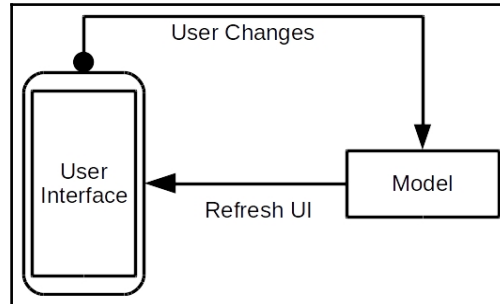 User Changes
User
Interface
Model
Refresh UI